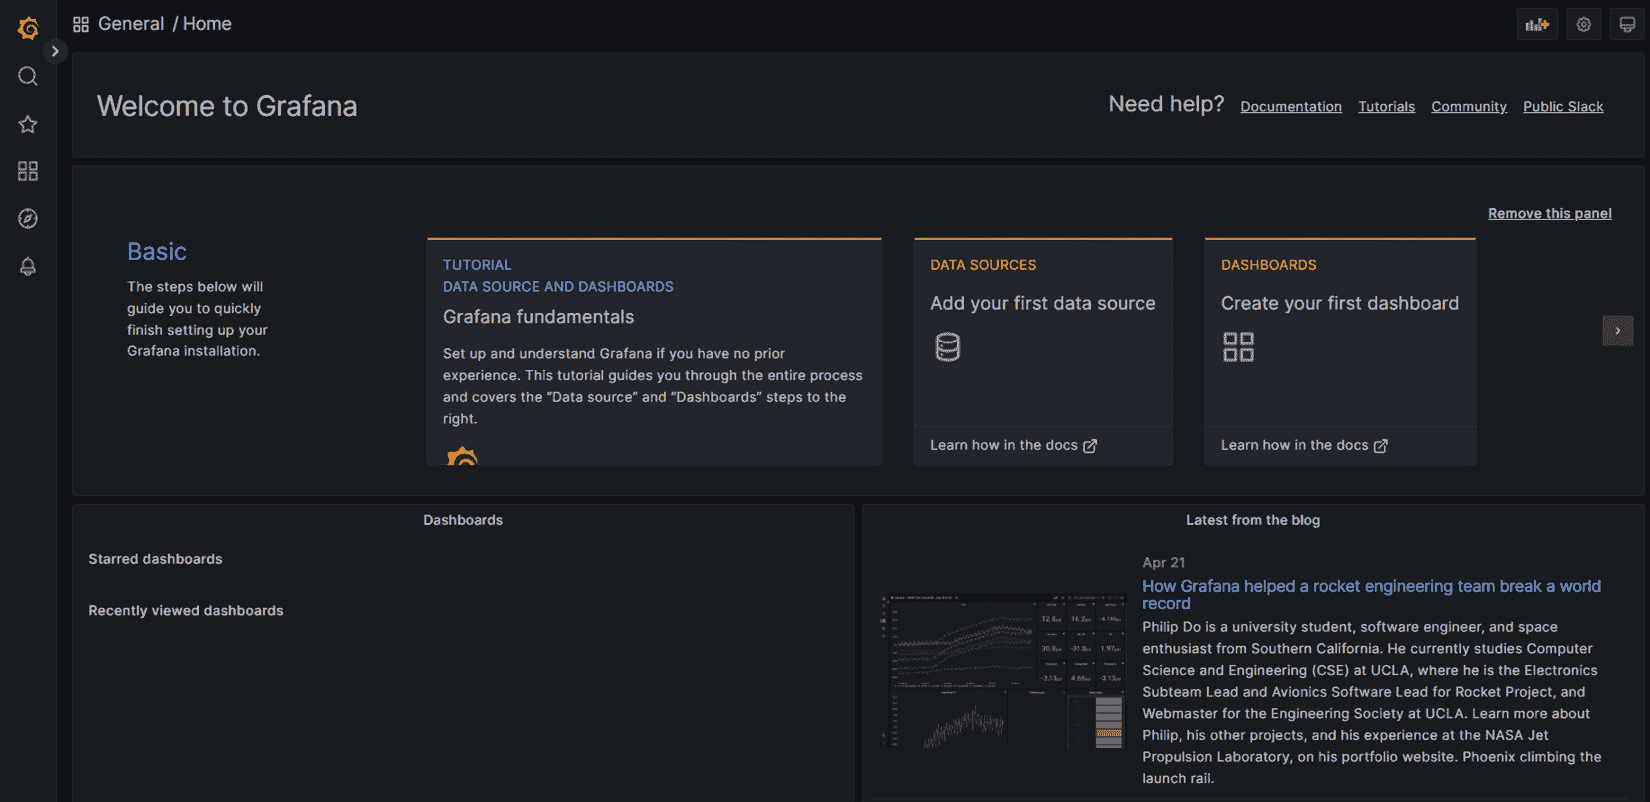 General / Home
Welcome to Grafana
Need help? Documentation Tutorials Community Public Slack
Remove this panel
Basic
The steps below will
guide you to quickly
finish setting up your
Grafana installation.
TUTORIAL
DATA SOURCE AND DASHBOARDS
Grafana fundamentals
Set up and understand Grafana if you have no prior
experience. This tutorial guides you through the entire process
and covers the "Data source" and "Dashboards" steps to the
right.
DATA SOURCES
Add your first data source
Learn how in the docs
DASHBOARDS
Create your first dashboard
Learn how in the docs
Dashboards
Starred dashboards
Recently viewed dashboards
Latest from the blog
Apr 21
How Grafana helped a rocket engineering team break a world
record
Philip Do is a university student, software engineer, and space
enthusiast from Southern California. He currently studies Computer
Science and Engineering (CSE) at UCLA, where he is the Electronics
Subteam Lead and Avionics Software Lead for Rocket Project, and
Webmaster for the Engineering Society at UCLA. Learn more about
Philip, his other projects, and his experience at the NASA Jet
Propulsion Laboratory, on his portfolio website. Phoenix climbing the
launch rail.